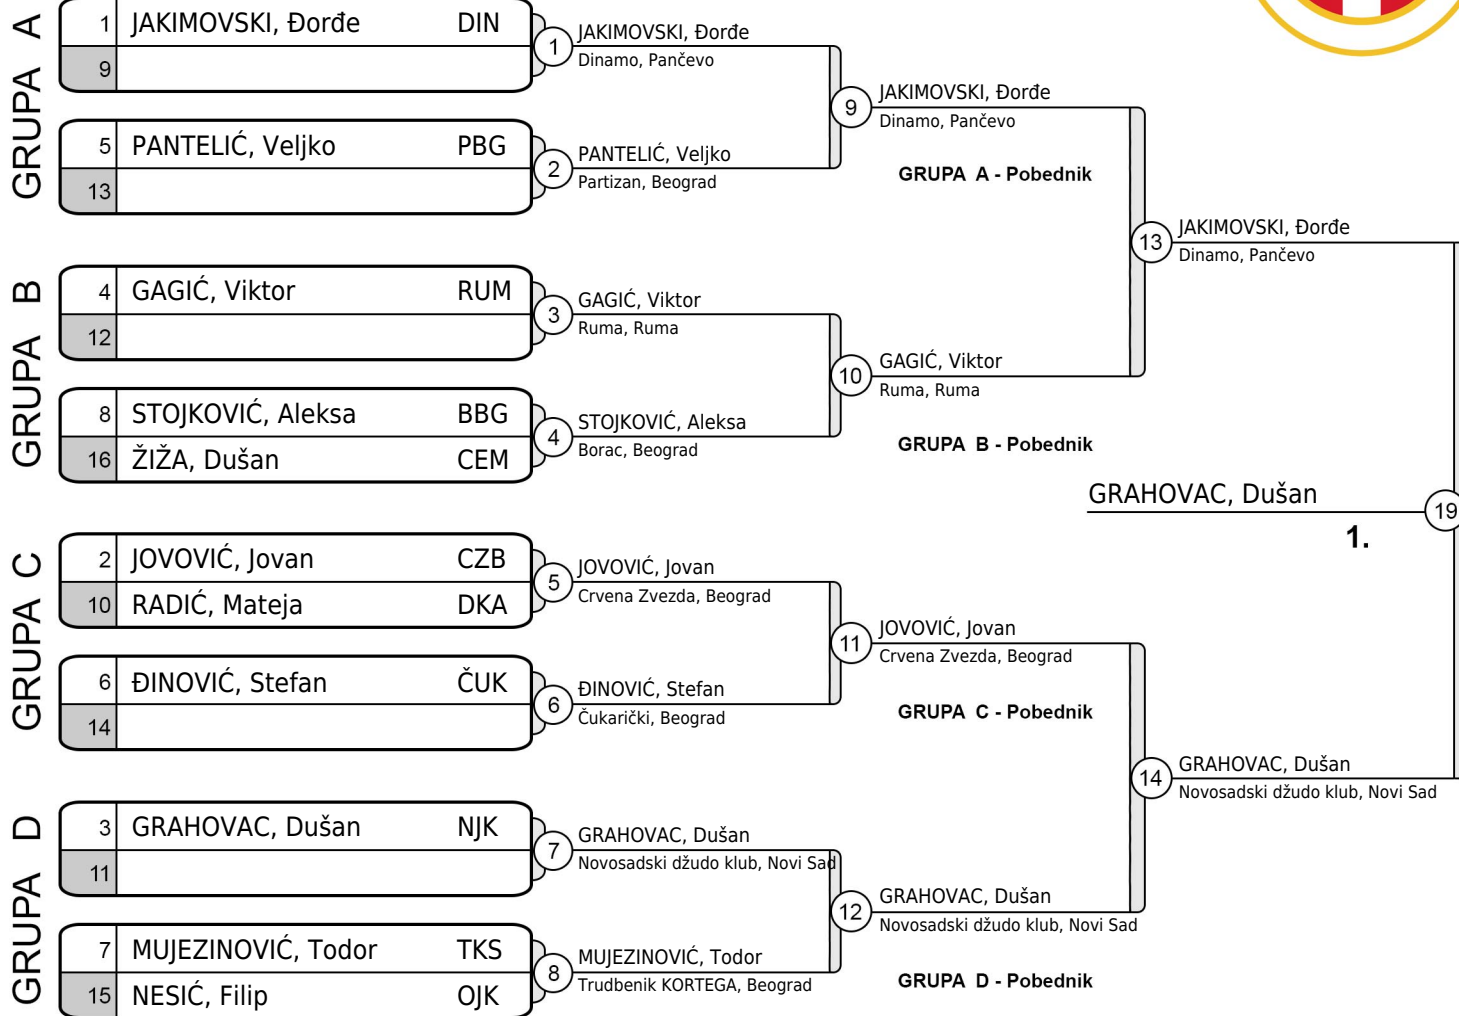 GRUPA A
1 JAKIMOVSKI, Đorđe DIN
9
5 PANTELIĆ, Veljko PBG
13
GRUPA B
4 GAGIĆ, Viktor RUM
12
8 STOJKOVIĆ, Aleksa BBG
16 ŽIŽA, Dušan CEM
GRUPA C
2 JOVOVIĆ, Jovan CZB
10 RADIĆ, Mateja DKA
6 ĐINOVIĆ, Stefan ČUK
14
GRUPA D
3 GRAHOVAC, Dušan NJK
11
7 MUJEZINOVIĆ, Todor TKS
15 NESIĆ, Filip OJK
1 JAKIMOVSKI, Đorđe
Dinamo, Pančevo
2 PANTELIĆ, Veljko
Partizan, Beograd
3 GAGIĆ, Viktor
Ruma, Ruma
4 STOJKOVIĆ, Aleksa
Borac, Beograd
5 JOVOVIĆ, Jovan
Crvena Zvezda, Beograd
6 ĐINOVIĆ, Stefan
Čukarički, Beograd
7 GRAHOVAC, Dušan
Novosadski džudo klub, Novi Sad
8 MUJEZINOVIĆ, Todor
Trudbenik KORTEGA, Beograd
9 JAKIMOVSKI, Đorđe
Dinamo, Pančevo
GRUPA A - Pobednik
10 GAGIĆ, Viktor
Ruma, Ruma
GRUPA B - Pobednik
11 JOVOVIĆ, Jovan
Crvena Zvezda, Beograd
GRUPA C - Pobednik
12 GRAHOVAC, Dušan
Novosadski džudo klub, Novi Sad
GRUPA D - Pobednik
13 JAKIMOVSKI, Đorđe
Dinamo, Pančevo
14 GRAHOVAC, Dušan
Novosadski džudo klub, Novi Sad
GRAHOVAC, Dušan 19
1.